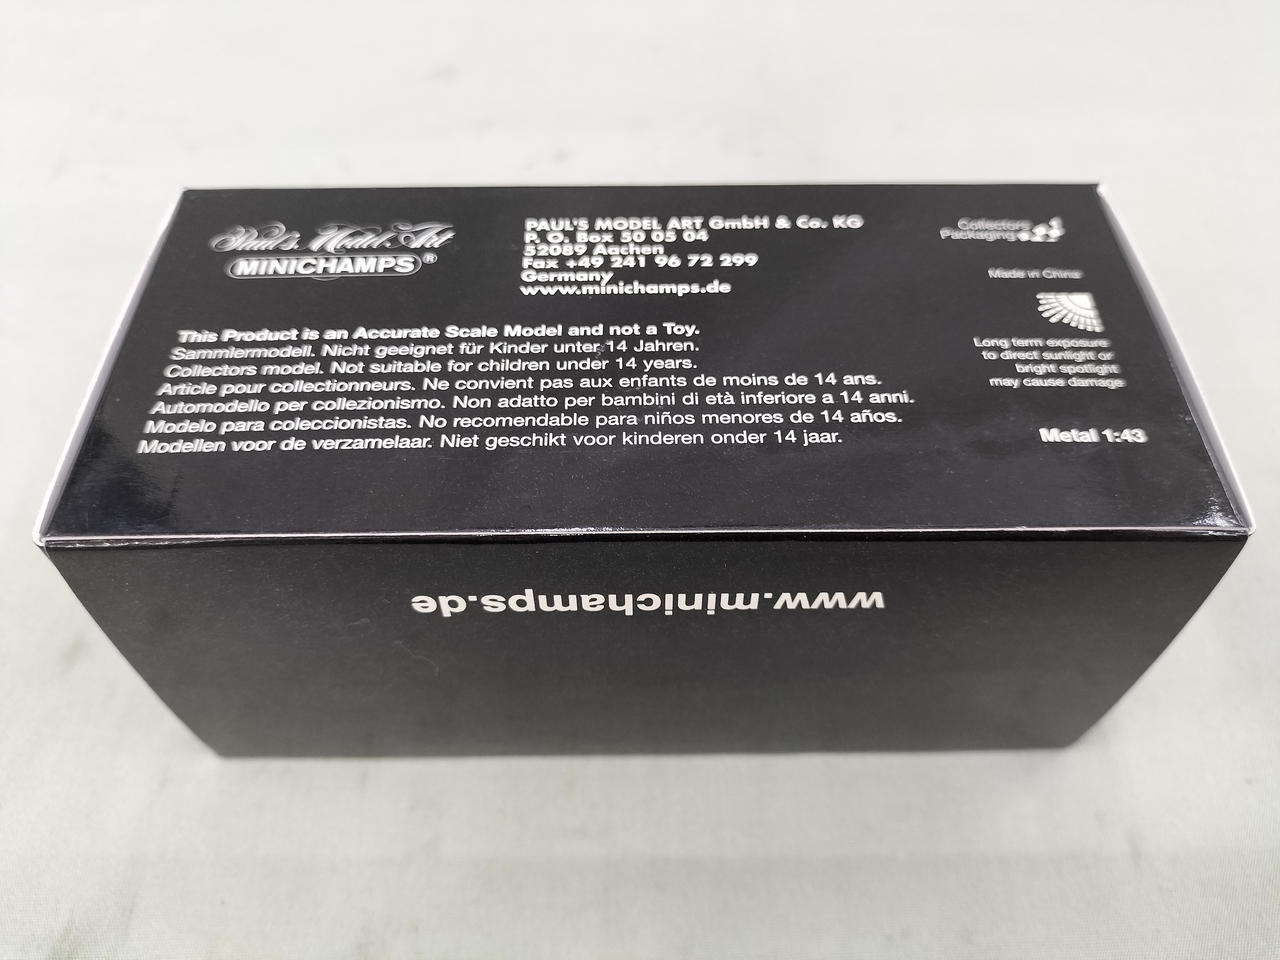 Paul's Model Art
MINICHAMPS®
PAUL'S MODEL ART GmbH & Co. KG
P. O. Box 50 05 04
52089 Aachen
Fax +49 241 96 72 299
Germany
www.minichamps.de
Collectors
Packaging
Made in China
Long term exposure
to direct sunlight or
bright spotlight
may cause damage
Metal 1:43
This Product is an Accurate Scale Model and not a Toy.
Sammlermodell. Nicht geeignet für Kinder unter 14 Jahren.
Collectors model. Not suitable for children under 14 years.
Article pour collectionneurs. Ne convient pas aux enfants de moins de 14 ans.
Automodello per collezionismo. Non adatto per bambini di età inferiore a 14 anni.
Modelo para coleccionistas. No recomendable para niños menores de 14 años.
Modellen voor de verzamelaar. Niet geschikt voor kinderen onder 14 jaar.
www.minichamps.de